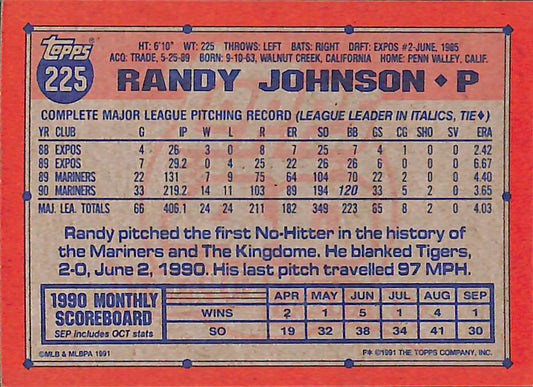 topps
225
HT: 6'10" WT: 225 THROWS: LEFT BATS: RIGHT DRFT: EXPOS #2-JUNE, 1985
ACQ: TRADE, 5-25-89 BORN: 9-10-63, WALNUT CREEK, CALIFORNIA HOME: PENN VALLEY, CALIF.
RANDY JOHNSON ♦ P
COMPLETE MAJOR LEAGUE PITCHING RECORD (LEAGUE LEADER IN ITALICS, TIE♦)
YR CLUB G IP W L R ER SO BB GS CG SHO SV ERA
88 EXPOS 4 26 3 0 8 7 25 7 4 1 0 0 2.42
89 EXPOS 7 29.2 0 4 25 22 26 26 6 0 0 0 6.67
89 MARINERS 22 131 7 9 75 64 104 70 22 2 0 0 4.40
90 MARINERS 33 219.2 14 11 103 89 194 120 33 5 2 0 3.65
MAJ. LEA. TOTALS 66 406.1 24 24 211 182 349 223 65 8 2 0 4.03
Randy pitched the first No-Hitter in the history of
the Mariners and The Kingdome. He blanked Tigers,
2-0, June 2, 1990. His last pitch travelled 97 MPH.
1990 MONTHLY
SCOREBOARD
SEP includes OCT stats
APR MAY JUN JUL AUG SEP
WINS 2 1 5 1 4 1
SO 19 32 38 34 41 30
©MLB & MLBPA 1991
F* ©1991 THE TOPPS COMPANY, INC.